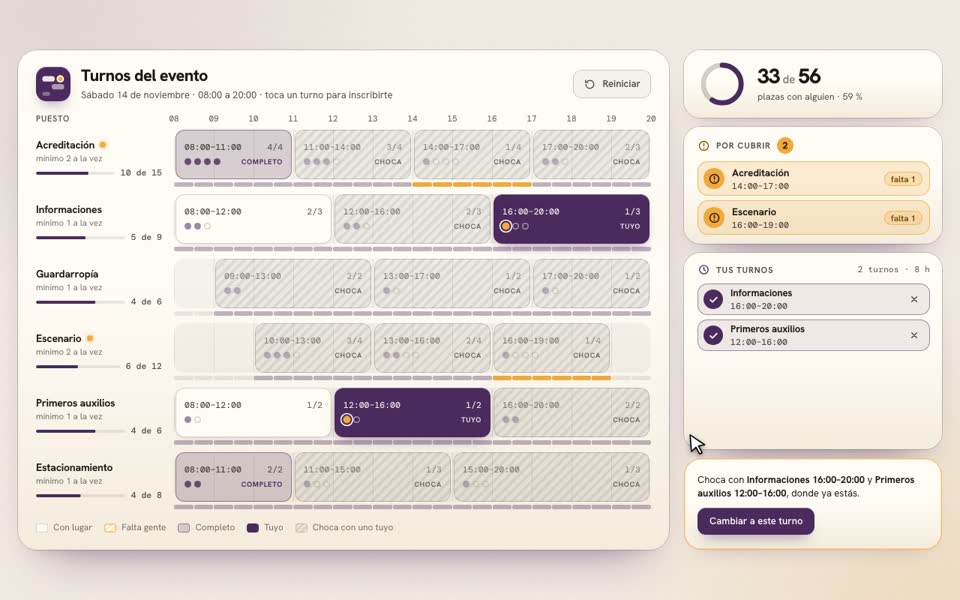 Turnos del evento
Sábado 14 de noviembre · 08:00 a 20:00 · toca un turno para inscribirte
Reiniciar
PUESTO
08 09 10 11 12 13 14 15 16 17 18 19 20
Acreditación
mínimo 2 a la vez
10 de 15
08:00–11:00 4/4
COMPLETO
11:00–14:00 3/4
CHOCA
14:00–17:00 1/4
CHOCA
17:00–20:00 2/3
CHOCA
Informaciones
mínimo 1 a la vez
5 de 9
08:00–12:00 2/3
12:00–16:00 2/3
CHOCA
16:00–20:00 1/3
TUYO
Guardarropía
mínimo 1 a la vez
4 de 6
09:00–13:00 2/2
CHOCA
13:00–17:00 1/2
CHOCA
17:00–20:00 1/2
CHOCA
Escenario
mínimo 2 a la vez
6 de 12
10:00–13:00 3/4
CHOCA
13:00–16:00 2/4
CHOCA
16:00–19:00 1/4
CHOCA
Primeros auxilios
mínimo 1 a la vez
4 de 6
08:00–12:00 1/2
12:00–16:00 1/2
TUYO
16:00–20:00 2/2
CHOCA
Estacionamiento
mínimo 1 a la vez
4 de 8
08:00–11:00 2/2
COMPLETO
11:00–15:00 1/3
CHOCA
15:00–20:00 1/3
CHOCA
Con lugar
Falta gente
Completo
Tuyo
Choca con uno tuyo
33 de 56
plazas con alguien · 59 %
POR CUBRIR 2
Acreditación
14:00–17:00
falta 1
Escenario
16:00–19:00
falta 1
TUS TURNOS
2 turnos · 8 h
Informaciones
16:00–20:00
Primeros auxilios
12:00–16:00
Choca con Informaciones 16:00–20:00 y Primeros
auxilios 12:00–16:00, donde ya estás.
Cambiar a este turno